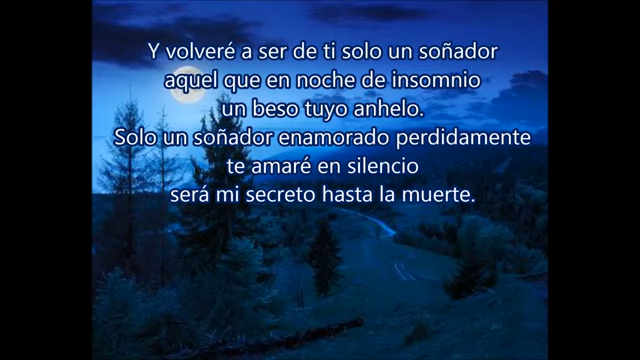 Y volveré a ser de ti solo un soñador
aquel que en noche de insomnio
un beso tuyo anhelo.
Solo un soñador enamorado perdidamente
te amaré en silencio
será mi secreto hasta la muerte.